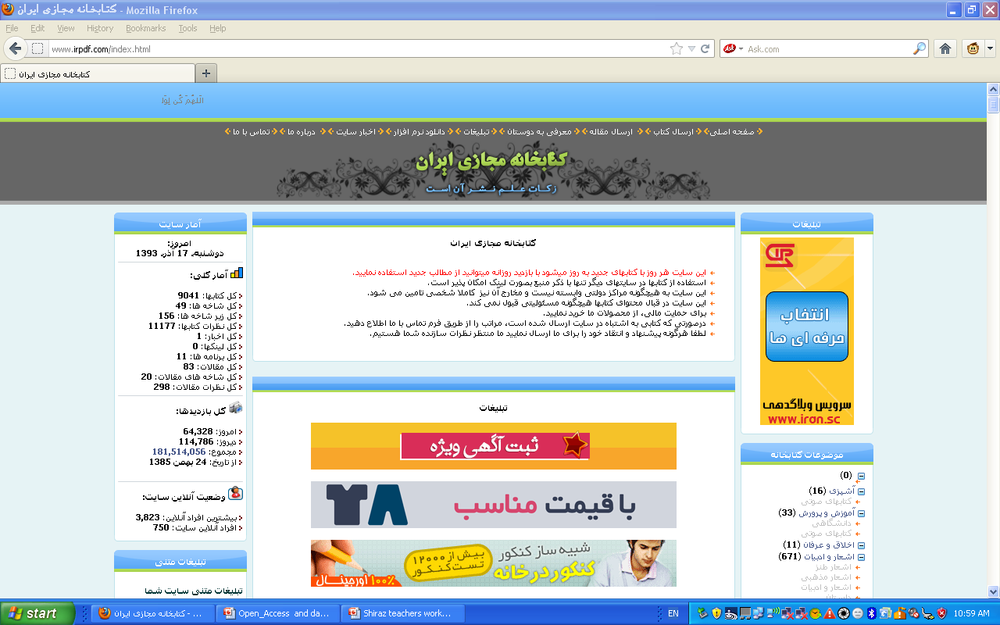 کتابخانه مجازی ایران - Mozilla Firefox
File Edit View History Bookmarks Tools Help
www.irpdf.com/index.html
Ask
Ask.com
کتابخانه مجازی ایران
صفحه اصلی
ارسال کتاب
ارسال مقاله
معرفی به دوستان
تبلیغات
دانلود نرم افزار
اخبار سایت
درباره ما
تماس با ما
کتابخانه مجازی ایران
زکات علم نشر آن است
تبلیغات
انتخاب
حرفه ای ها
سرویس وبلاگدهی
www.iron.sc
موضوعات کتابخانه
(0)
آشپزی (16)
کتابهای صوتی
آموزش و پرورش (33)
دانشگاهی
کتابهای صوتی
اخلاق و عرفان (11)
اشعار و ادبیات (671)
اشعار طنز
اشعار مذهبی
اشعار و ادبیات
داستان
کتابخانه مجازی ایران
این سایت هر روز با کتابهای جدید به روز میشود با بازدید روزانه میتوانید از مطالب جدید استفاده نمایید.
استفاده از کتابها در سایتهای دیگر تنها با ذکر منبع بصورت لینک امکان پذیر است.
این سایت به هیچگونه مراکز دولتی وابسته نیست و مخارج آن نیز کاملا شخصی تامین می شود.
این سایت در قبال محتوای کتابها هیچگونه مسئولیتی قبول نمی کند.
برای حمایت مالی، از محصولات ما خرید نمایید.
درصورتی که کتابی به اشتباه در سایت ارسال شده است، مراتب را از طریق فرم تماس با ما اطلاع دهید.
لطفا هرگونه پیشنهاد و انتقاد خود را برای ما ارسال نمایید ما منتظر نظرات سازنده شما هستیم.
تبلیغات
ثبت آگهی ویژه
با قیمت مناسب
شبیه ساز کنکور
کنکور در خانه
بیش از ۱۲۰۰۰
تست کنکور
۱۰۰% اورجینال
آمار سایت
امروز:
دوشنبه، 17 آذر، 1393
آمار کلی:
کل کتابها: 9041
کل شاخه ها: 49
کل زیر شاخه ها: 156
کل نظرات کتابها: 11177
کل اخبار: 1
کل لینکها: 0
کل برنامه ها: 11
کل مقالات: 83
کل شاخه های مقالات: 20
کل نظرات مقالات: 298
کل بازدیدها:
امروز: 64,328
دیروز: 114,786
مجموع: 181,514,056
از تاریخ: 24 بهمن 1385
وضعیت آنلاین سایت:
بیشترین افراد آنلاین: 3,823
افراد آنلاین سایت: 750
تبلیغات متنی
تبلیغات متنی سایت شما
start
کتابخانه مجازی ایران - ...
Open_Access and da...
Shiraz teachers work...
EN
10:59 AM